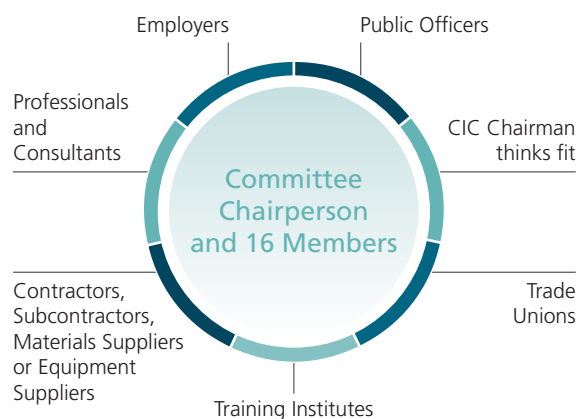 Employers
Public Officers
Professionals
and
Consultants
CIC Chairman
thinks fit
Committee
Chairperson
and 16 Members
Contractors,
Subcontractors,
Materials Suppliers
or Equipment
Suppliers
Trade
Unions
Training Institutes